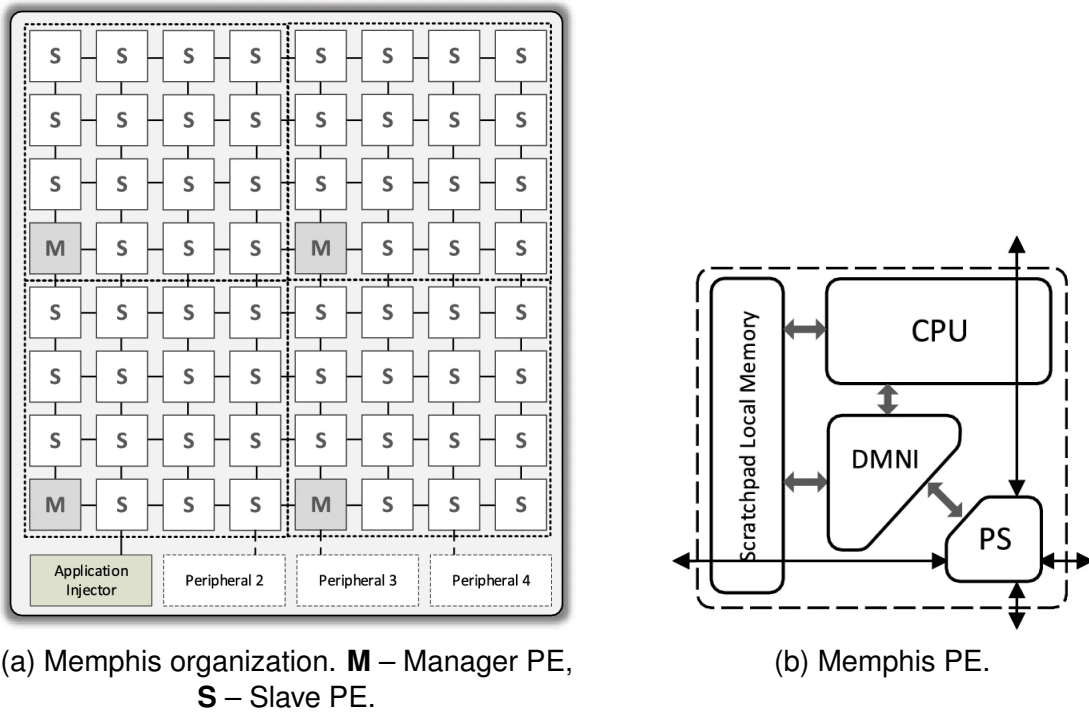 S S S S S S S S
S S S S S S S S
S S S S S S S S
M S S S M S S S
S S S S S S S S
S S S S S S S S
S S S S S S S S
M S S S M S S S
Application
Injector
Peripheral 2
Peripheral 3
Peripheral 4
(a) Memphis organization. M – Manager PE,
S – Slave PE.
Scratchpad Local Memory
CPU
DMNI
PS
(b) Memphis PE.